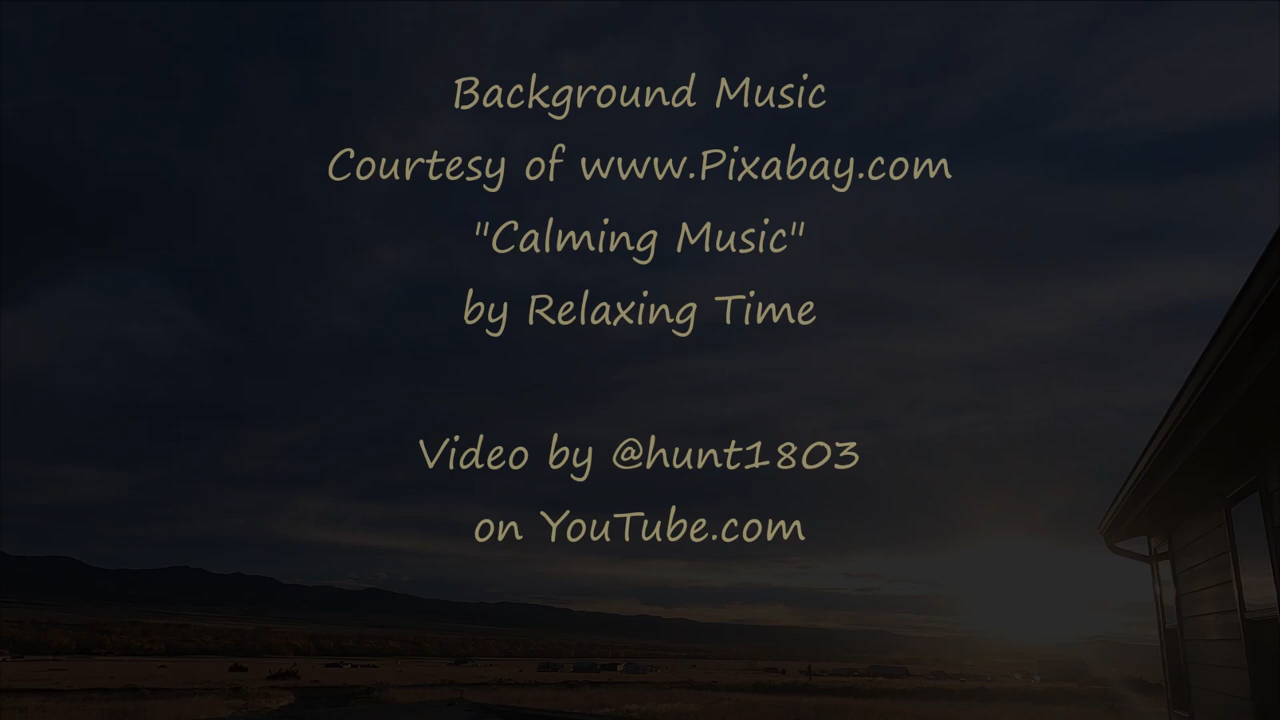 Background Music
Courtesy of www.Pixabay.com
"Calming Music"
by Relaxing Time
Video by @hunt1803
on YouTube.com